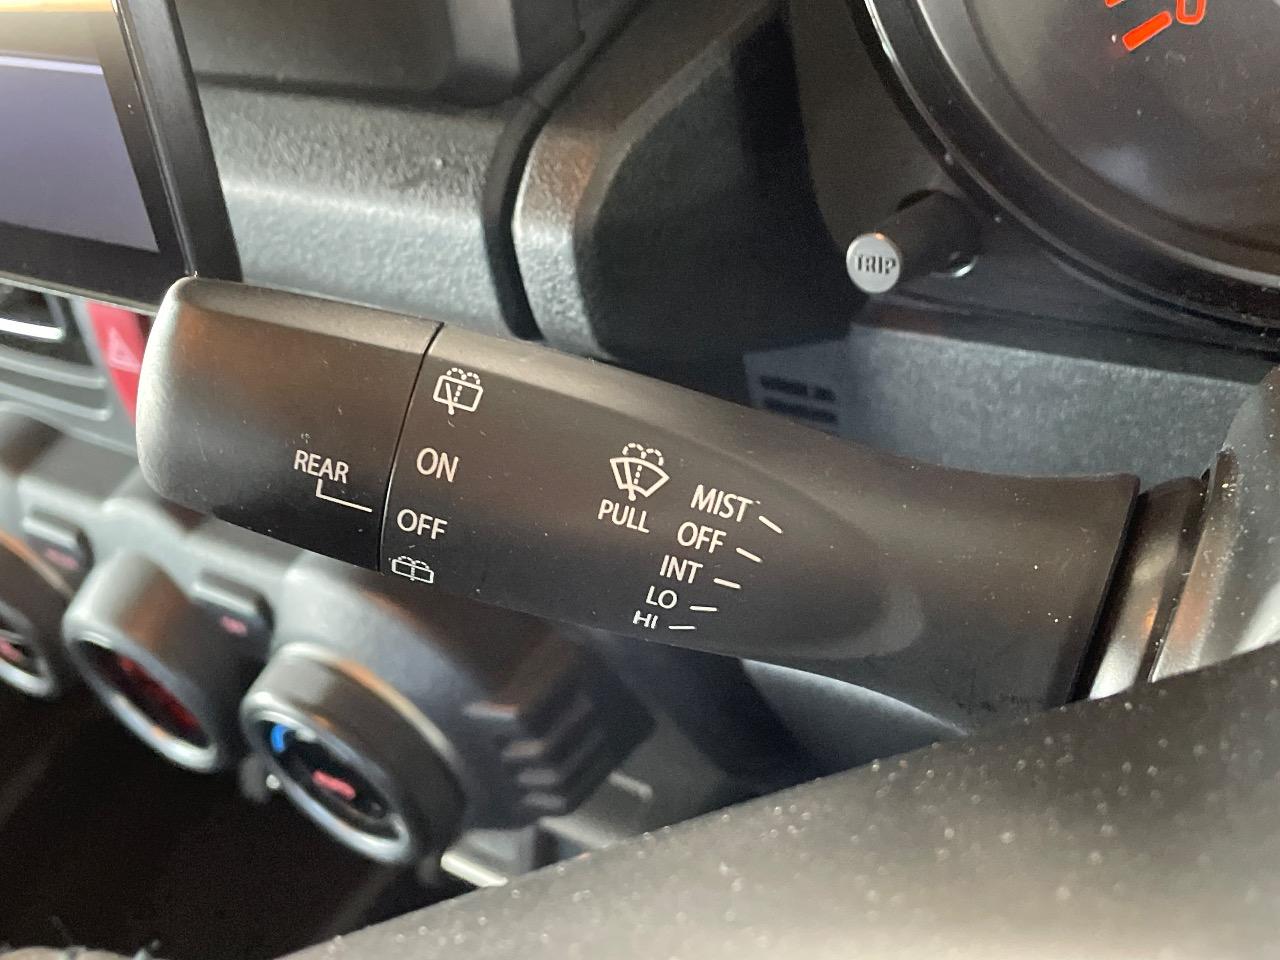 TRIP
REAR
ON
OFF
PULL
MIST
OFF
INT
LO
HI